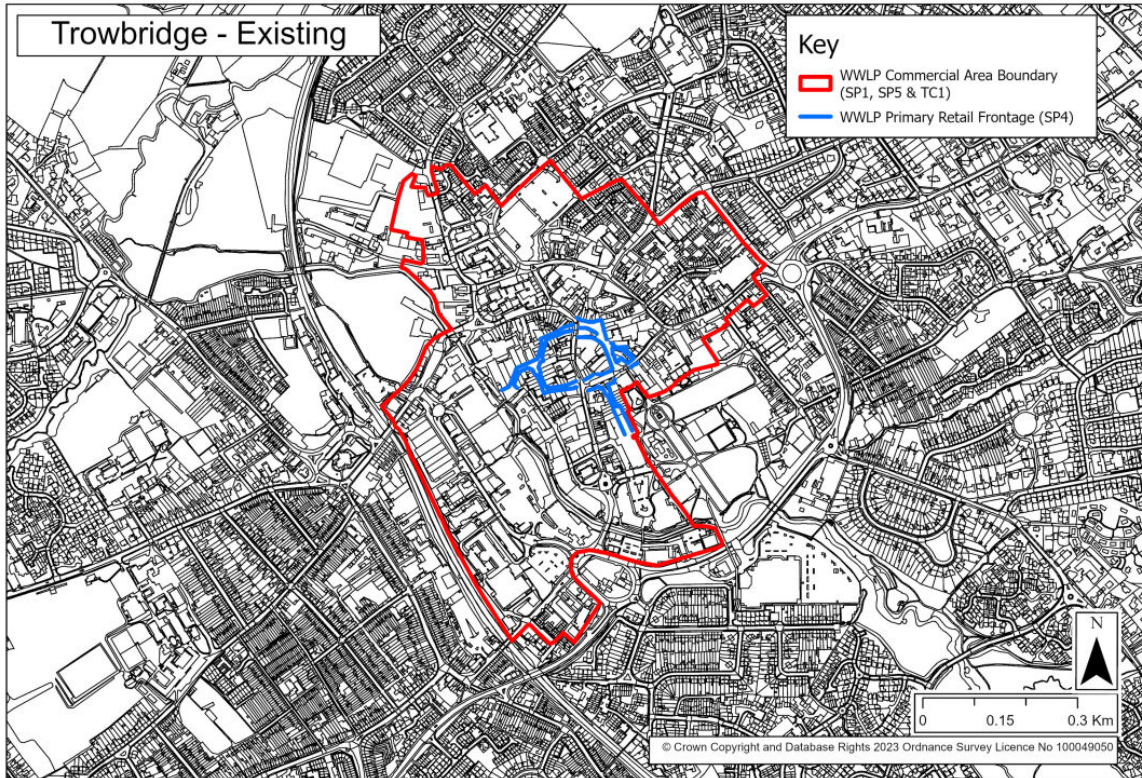 Trowbridge - Existing
Key
WWLP Commercial Area Boundary
(SP1, SP5 & TC1)
WWLP Primary Retail Frontage (SP4)
N
0 0.15 0.3 Km
© Crown Copyright and Database Rights 2023 Ordnance Survey Licence No 100049050